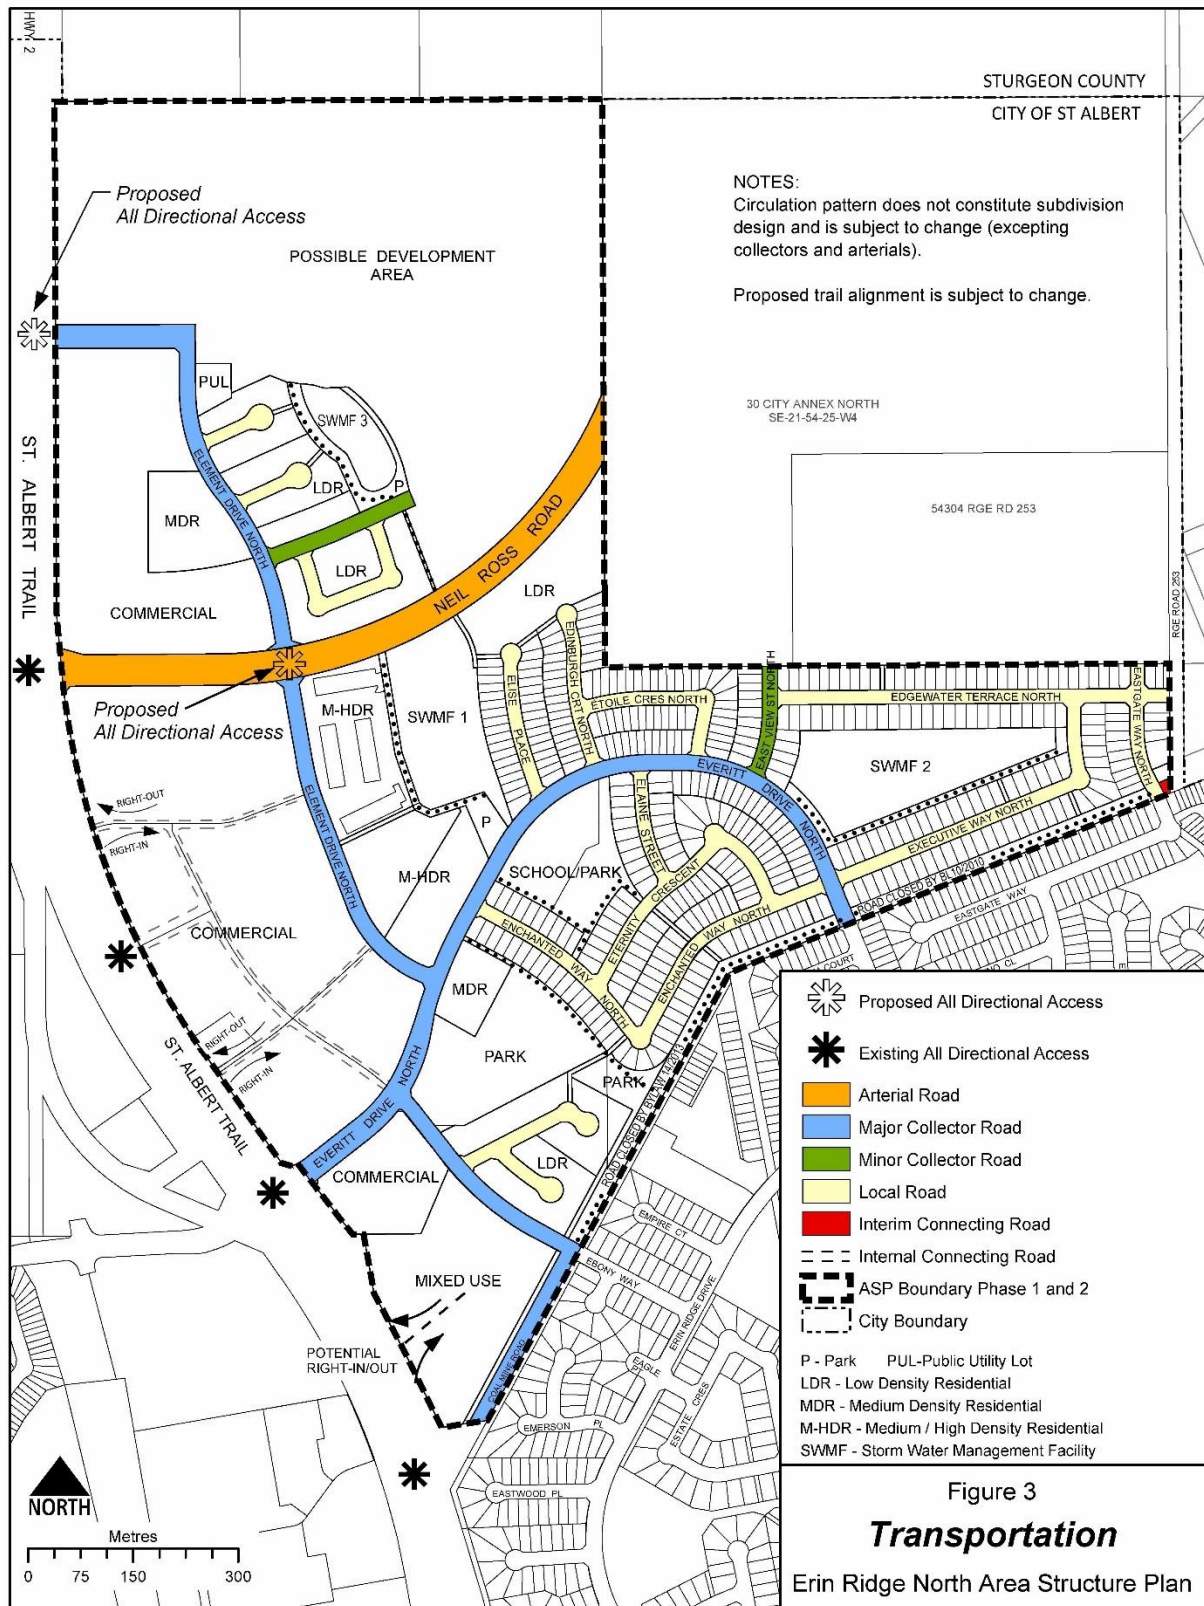 HWY 2
STURGEON COUNTY
CITY OF ST ALBERT
Proposed
All Directional Access
NOTES:
Circulation pattern does not constitute subdivision
design and is subject to change (excepting
collectors and arterials).
Proposed trail alignment is subject to change.
POSSIBLE DEVELOPMENT
AREA
PUL
30 CITY ANNEX NORTH
SE-21-54-25-W4
SWMF 3
ST. ALBERT TRAIL
ELEMENT DRIVE NORTH
LDR
P
MDR
54304 RGE RD 253
NEIL ROSS ROAD
LDR
LDR
RGE ROAD 253
COMMERCIAL
Proposed
All Directional Access
M-HDR
SWMF 1
ELISE PLACE
EDINBURGH CRT NORTH
ETOILE CRES NORTH
EAST VIEW ST NORTH
EDGEWATER TERRACE NORTH
EASTGATE WAY NORTH
SWMF 2
EVERITT DRIVE NORTH
ELAINE STREET
RIGHT-OUT
RIGHT-IN
ELEMENT DRIVE NORTH
P
EXECUTIVE WAY NORTH
M-HDR
SCHOOL/PARK
ETERNITY CRESCENT
ROAD CLOSED BY BL10/2010
EASTGATE WAY
COMMERCIAL
ENCHANTED WAY NORTH
ENCHANTED WAY NORTH
COURT
CL
MDR
RIGHT-OUT
RIGHT-IN
ST. ALBERT TRAIL
PARK
PARK
EVERITT DRIVE NORTH
COMMERCIAL
LDR
EMPIRE CT
EBONY WAY
ERIN RIDGE DRIVE
MIXED USE
POTENTIAL
RIGHT-IN/OUT
COAL MINE ROAD
EAGLE PT
ESTATE CRES
EMERSON PL
EASTWOOD PL
Proposed All Directional Access
Existing All Directional Access
Arterial Road
Major Collector Road
Minor Collector Road
Local Road
Interim Connecting Road
Internal Connecting Road
ASP Boundary Phase 1 and 2
City Boundary
P - Park PUL-Public Utility Lot
LDR - Low Density Residential
MDR - Medium Density Residential
M-HDR - Medium / High Density Residential
SWMF - Storm Water Management Facility
NORTH
Metres
0 75 150 300
Figure 3
Transportation
Erin Ridge North Area Structure Plan